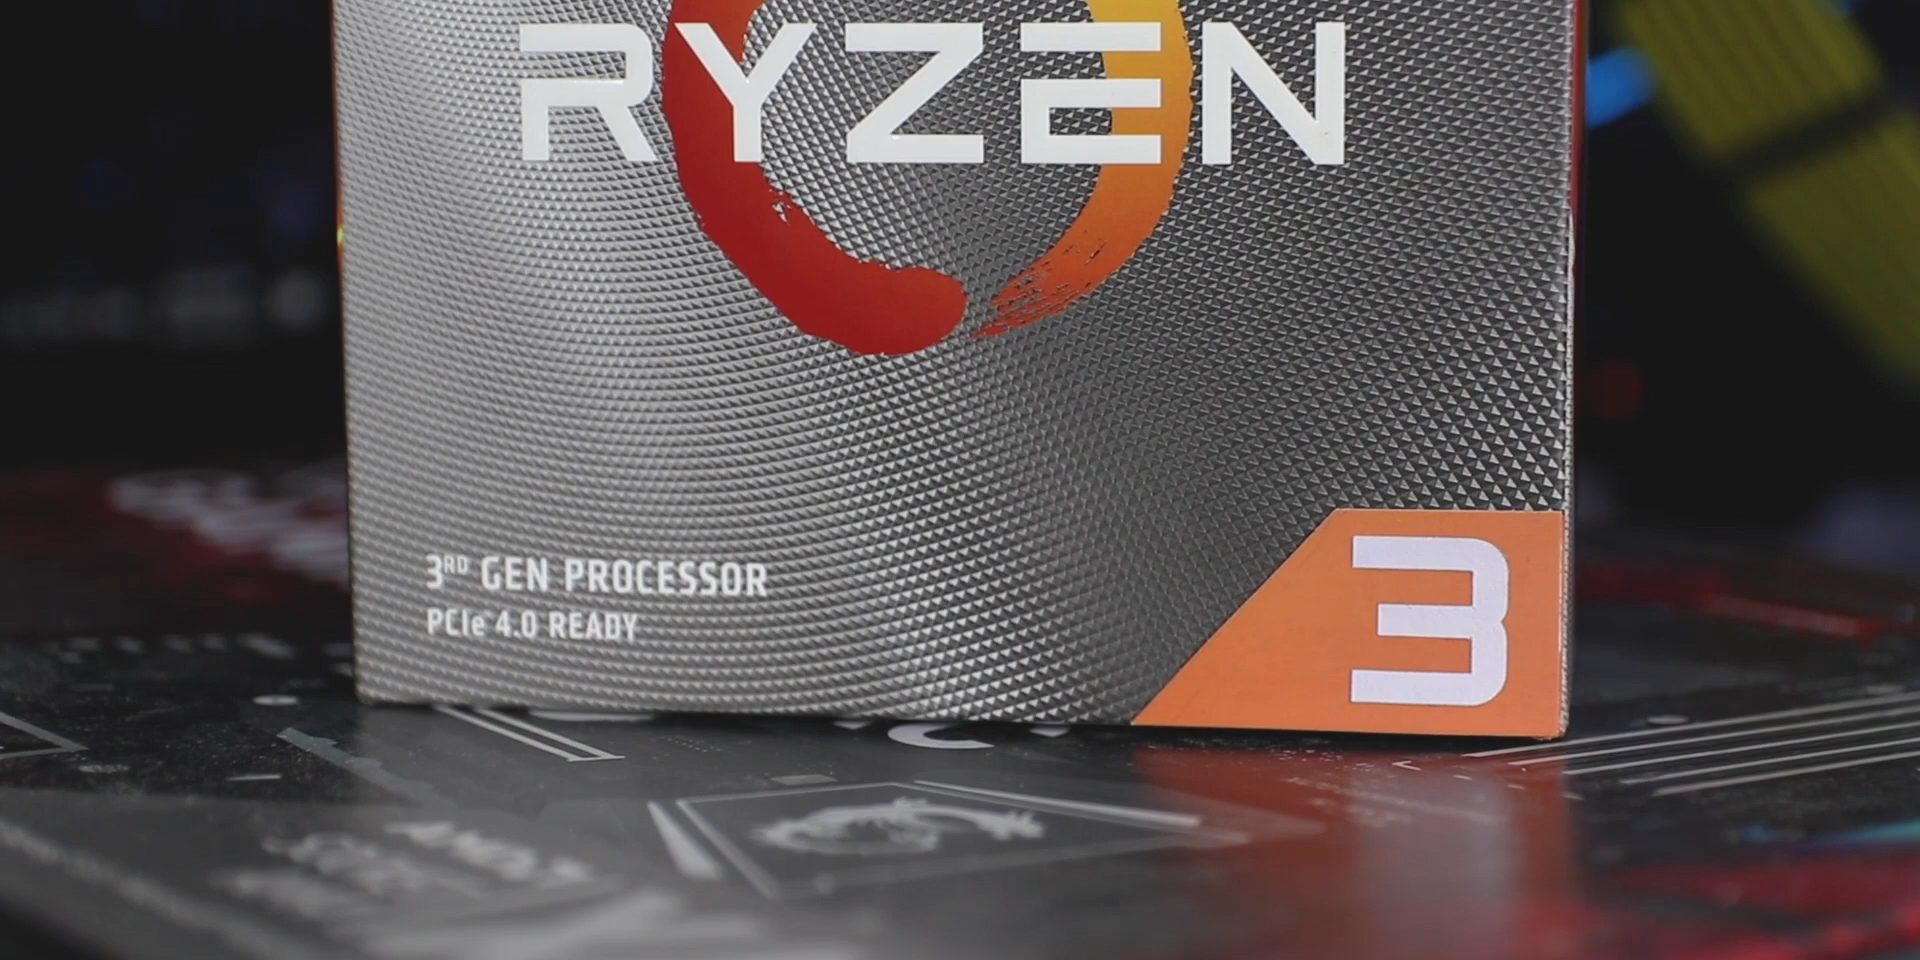 RYZEN
3RD GEN PROCESSOR
PCIe 4.0 READY
3